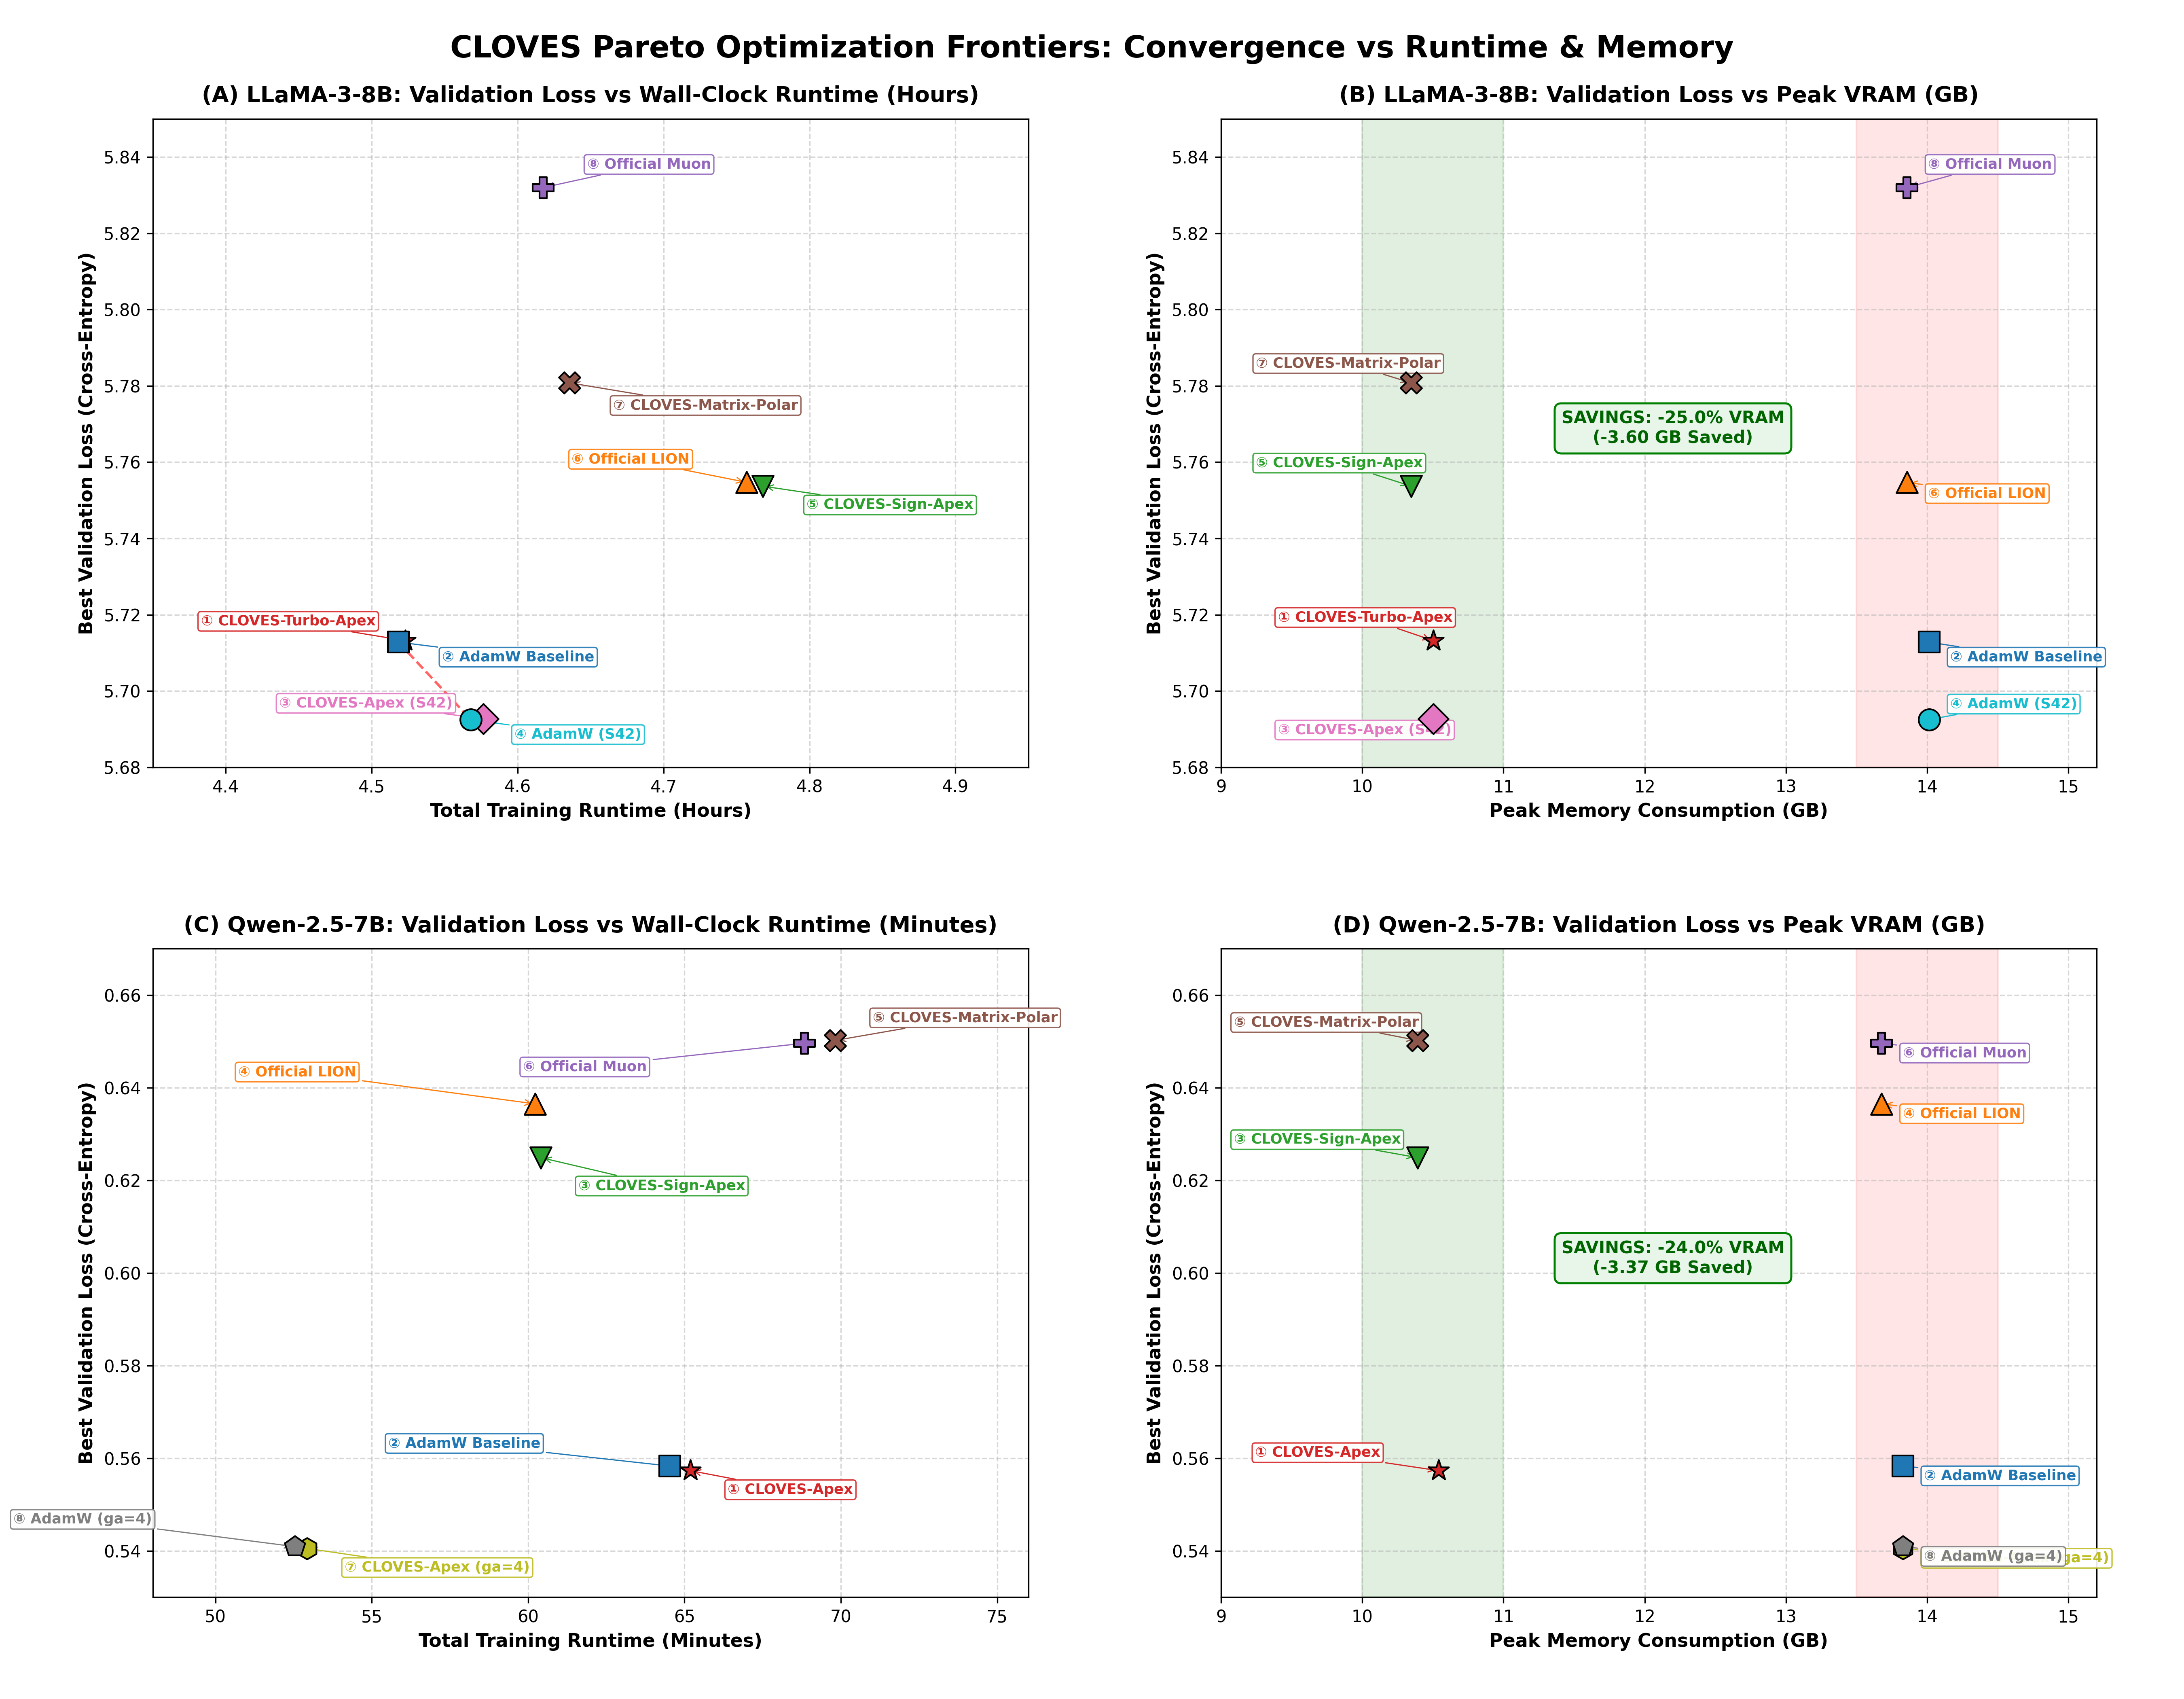 CLOVES Pareto Optimization Frontiers: Convergence vs Runtime & Memory
(A) LLaMA-3-8B: Validation Loss vs Wall-Clock Runtime (Hours)
Best Validation Loss (Cross-Entropy)
5.84
5.82
5.80
5.78
5.76
5.74
5.72
5.70
5.68
⑧ Official Muon
⑦ CLOVES-Matrix-Polar
⑥ Official LION
⑤ CLOVES-Sign-Apex
① CLOVES-Turbo-Apex
② AdamW Baseline
③ CLOVES-Apex (S42)
④ AdamW (S42)
4.4
4.5
4.6
4.7
4.8
4.9
Total Training Runtime (Hours)
(B) LLaMA-3-8B: Validation Loss vs Peak VRAM (GB)
Best Validation Loss (Cross-Entropy)
5.84
5.82
5.80
5.78
5.76
5.74
5.72
5.70
5.68
⑧ Official Muon
⑦ CLOVES-Matrix-Polar
SAVINGS: -25.0% VRAM
(-3.60 GB Saved)
⑤ CLOVES-Sign-Apex
⑥ Official LION
① CLOVES-Turbo-Apex
② AdamW Baseline
④ AdamW (S42)
③ CLOVES-Apex (S42)
9
10
11
12
13
14
15
Peak Memory Consumption (GB)
(C) Qwen-2.5-7B: Validation Loss vs Wall-Clock Runtime (Minutes)
Best Validation Loss (Cross-Entropy)
0.66
0.64
0.62
0.60
0.58
0.56
0.54
⑤ CLOVES-Matrix-Polar
⑥ Official Muon
④ Official LION
③ CLOVES-Sign-Apex
② AdamW Baseline
① CLOVES-Apex
⑧ AdamW (ga=4)
⑦ CLOVES-Apex (ga=4)
50
55
60
65
70
75
Total Training Runtime (Minutes)
(D) Qwen-2.5-7B: Validation Loss vs Peak VRAM (GB)
Best Validation Loss (Cross-Entropy)
0.66
0.64
0.62
0.60
0.58
0.56
0.54
⑤ CLOVES-Matrix-Polar
⑥ Official Muon
④ Official LION
③ CLOVES-Sign-Apex
SAVINGS: -24.0% VRAM
(-3.37 GB Saved)
① CLOVES-Apex
② AdamW Baseline
⑧ AdamW (ga=4)
ga=4)
9
10
11
12
13
14
15
Peak Memory Consumption (GB)